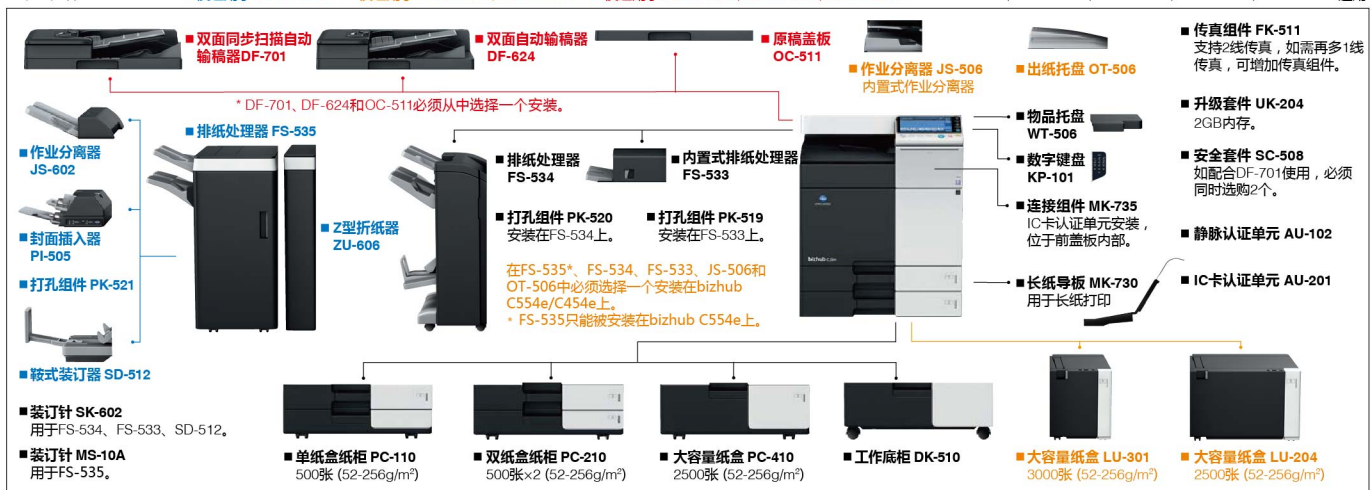 ■ 双面同步扫描自动
输稿器DF-701
■ 双面自动输稿器
DF-624
■ 原稿盖板
OC-511
* DF-701、DF-624和OC-511必须从中选择一个安装。
■ 作业分离器 JS-506
内置式作业分离器
■ 出纸托盘 OT-506
■ 传真组件 FK-511
支持2线传真，如需再多1线
传真，可增加传真组件。
■ 升级套件 UK-204
2GB内存。
■ 安全套件 SC-508
如配合DF-701使用，必须
同时选购2个。
■ 静脉认证单元 AU-102
■ IC卡认证单元 AU-201
■ 作业分离器
JS-602
■ 封面插入器
PI-505
■ 打孔组件 PK-521
■ 鞍式装订器 SD-512
■ 排纸处理器 FS-535
■ Z型折纸器
ZU-606
■ 排纸处理器
FS-534
■ 内置式排纸处理器
FS-533
■ 打孔组件 PK-520
安装在FS-534上。
■ 打孔组件 PK-519
安装在FS-533上。
在FS-535*、FS-534、FS-533、JS-506和
OT-506中必须选择一个安装在bizhub
C554e/C454e上。
* FS-535只能被安装在bizhub C554e上。
■ 物品托盘
WT-506
■ 数字键盘
KP-101
■ 连接组件 MK-735
IC卡认证单元安装，
位于前盖板内部。
■ 长纸导板 MK-730
用于长纸打印
■ 装订针 SK-602
用于FS-534、FS-533、SD-512。
■ 装订针 MS-10A
用于FS-535。
■ 单纸盒纸柜 PC-110
500张 (52-256g/m²)
■ 双纸盒纸柜 PC-210
500张×2 (52-256g/m²)
■ 大容量纸柜 PC-410
2500张 (52-256g/m²)
■ 工作底柜 DK-510
■ 大容量纸盒 LU-301
3000张 (52-256g/m²)
■ 大容量纸盒 LU-204
2500张 (52-256g/m²)